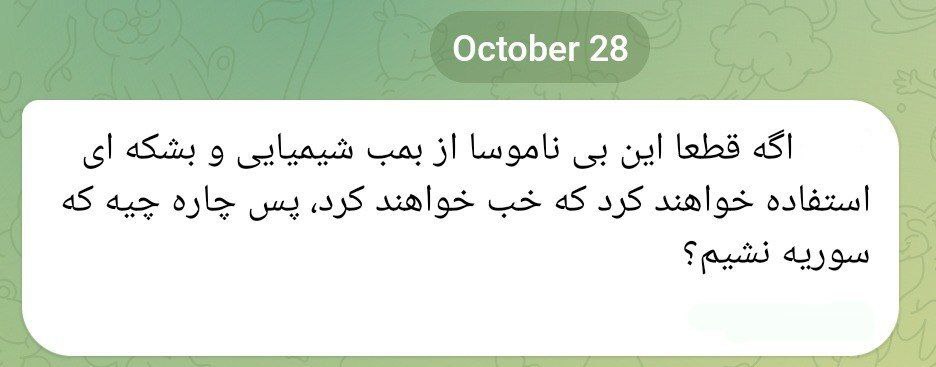 October 28
اگه قطعا این بی ناموسا از بمب شیمیایی و بشکه ای
استفاده خواهند کرد که خب خواهند کرد، پس چاره چیه که
سوریه نشیم؟